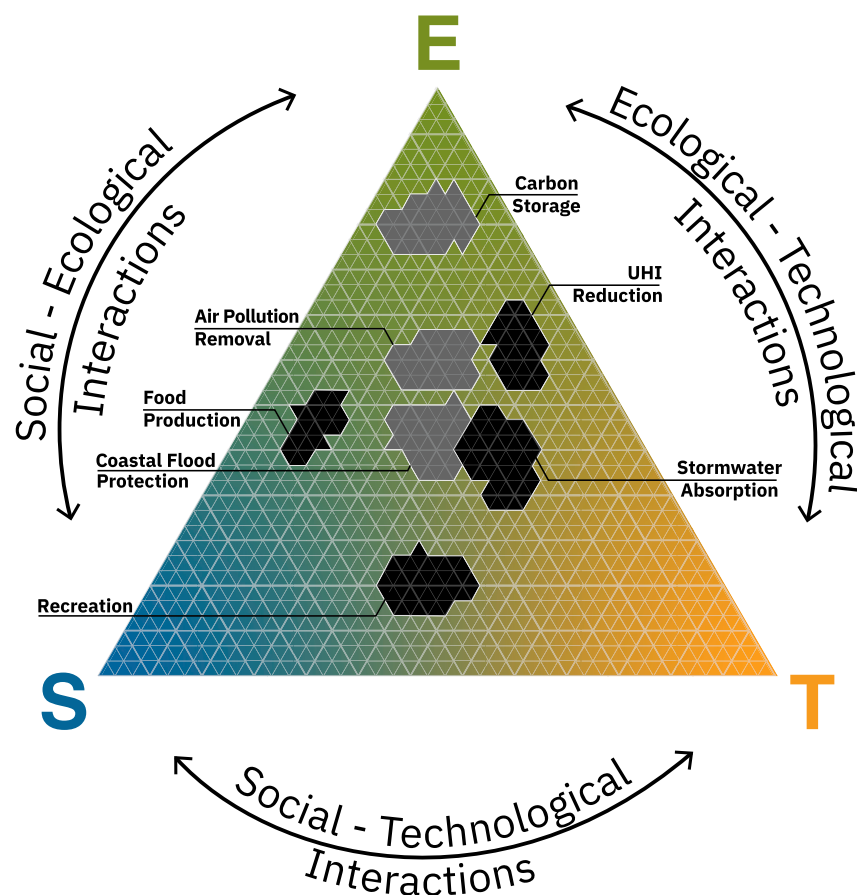 E
Social - Ecological
Interactions
Ecological - Technological
Interactions
Carbon
Storage
UHI
Reduction
Air Pollution
Removal
Food
Production
Coastal Flood
Protection
Stormwater
Absorption
Recreation
S
T
Social - Technological
Interactions